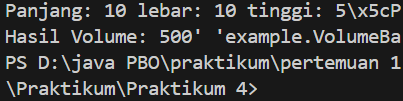 Panjang: 10 lebar: 10 tinggi: 5\x5cP
Hasil Volume: 500' 'example.VolumeBa
PS D:\java PBO\praktikum\pertemuan 1
\Praktikum\Praktikum 4>